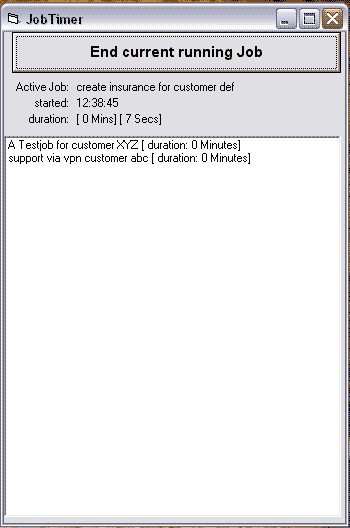 JobTimer
End current running Job
Active Job: create insurance for customer def
started: 12:38:45
duration: [ 0 Mins] [ 7 Secs]
A Testjob for customer XYZ [ duration: 0 Minutes]
support via vpn customer abc [ duration: 0 Minutes]